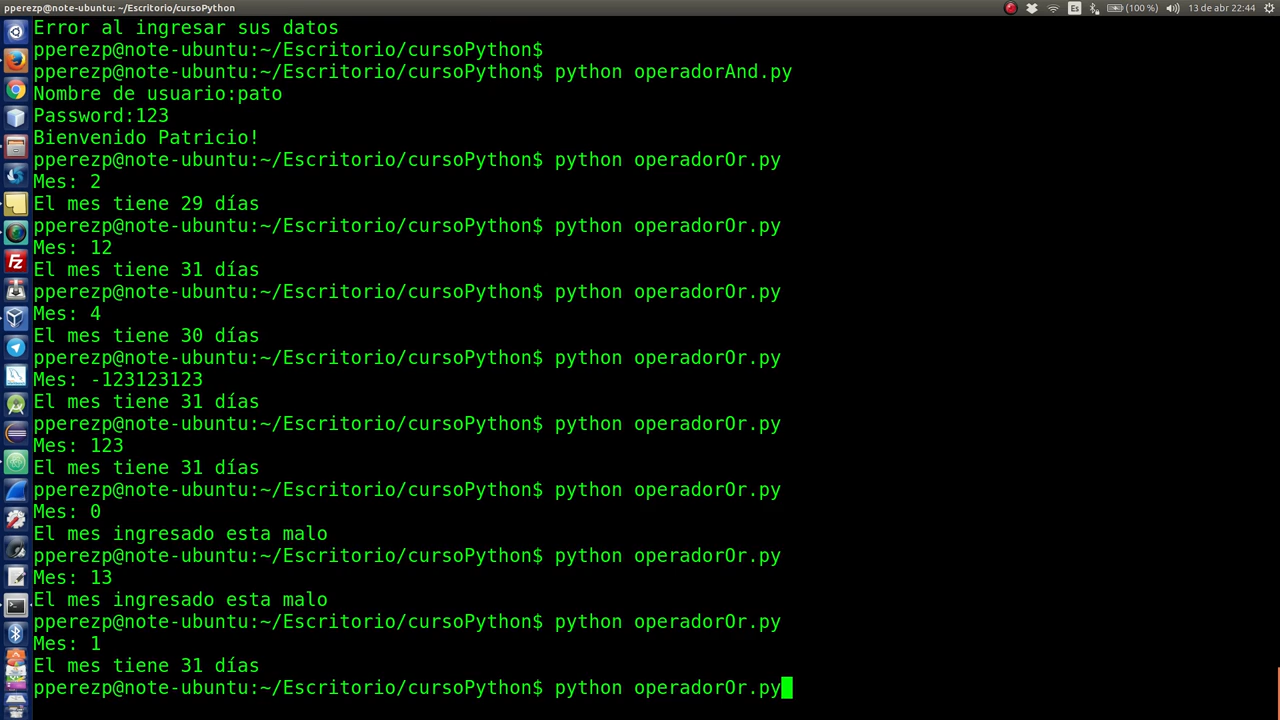 pperezp@note-ubuntu: ~/Escritorio/cursoPython
Es
(100 %)
13 de abr 22:44
Error al ingresar sus datos
pperezp@note-ubuntu:~/Escritorio/cursoPython$
pperezp@note-ubuntu:~/Escritorio/cursoPython$ python operadorAnd.py
Nombre de usuario:pato
Password:123
Bienvenido Patricio!
pperezp@note-ubuntu:~/Escritorio/cursoPython$ python operadorOr.py
Mes: 2
El mes tiene 29 días
pperezp@note-ubuntu:~/Escritorio/cursoPython$ python operadorOr.py
Mes: 12
El mes tiene 31 días
pperezp@note-ubuntu:~/Escritorio/cursoPython$ python operadorOr.py
Mes: 4
El mes tiene 30 días
pperezp@note-ubuntu:~/Escritorio/cursoPython$ python operadorOr.py
Mes: -123123123
El mes tiene 31 días
pperezp@note-ubuntu:~/Escritorio/cursoPython$ python operadorOr.py
Mes: 123
El mes tiene 31 días
pperezp@note-ubuntu:~/Escritorio/cursoPython$ python operadorOr.py
Mes: 0
El mes ingresado esta malo
pperezp@note-ubuntu:~/Escritorio/cursoPython$ python operadorOr.py
Mes: 13
El mes ingresado esta malo
pperezp@note-ubuntu:~/Escritorio/cursoPython$ python operadorOr.py
Mes: 1
El mes tiene 31 días
pperezp@note-ubuntu:~/Escritorio/cursoPython$ python operadorOr.py